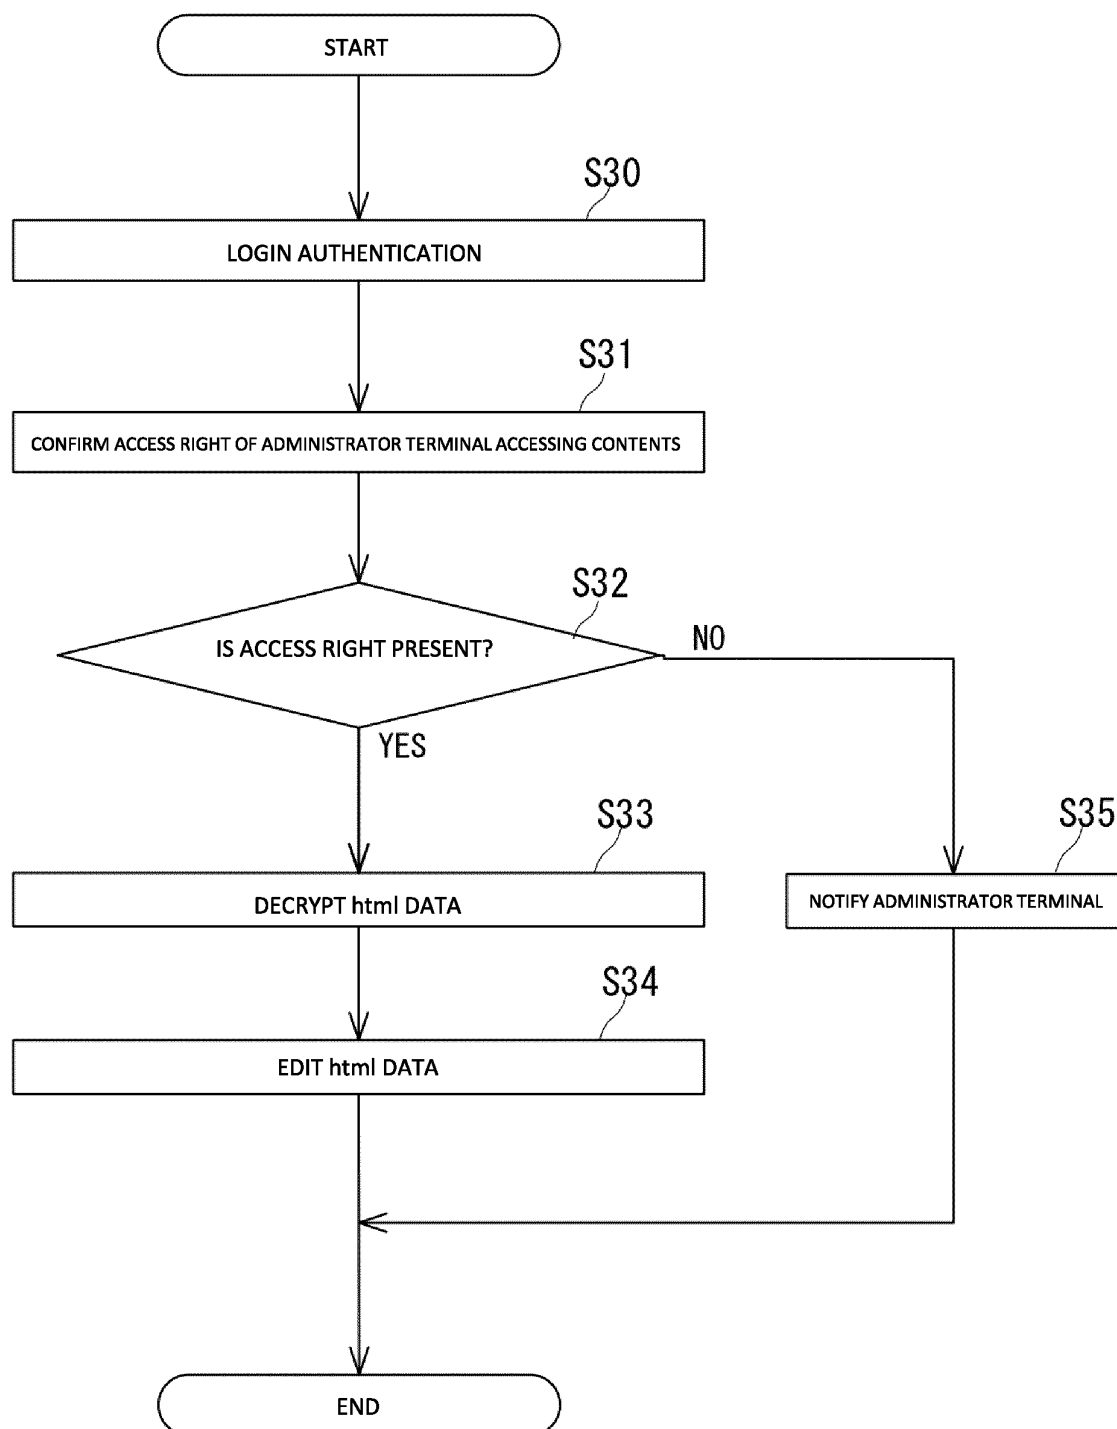 START
S30
LOGIN AUTHENTICATION
S31
CONFIRM ACCESS RIGHT OF ADMINISTRATOR TERMINAL ACCESSING CONTENTS
S32
IS ACCESS RIGHT PRESENT?
NO
YES
S33
S35
DECRYPT html DATA
NOTIFY ADMINISTRATOR TERMINAL
S34
EDIT html DATA
END